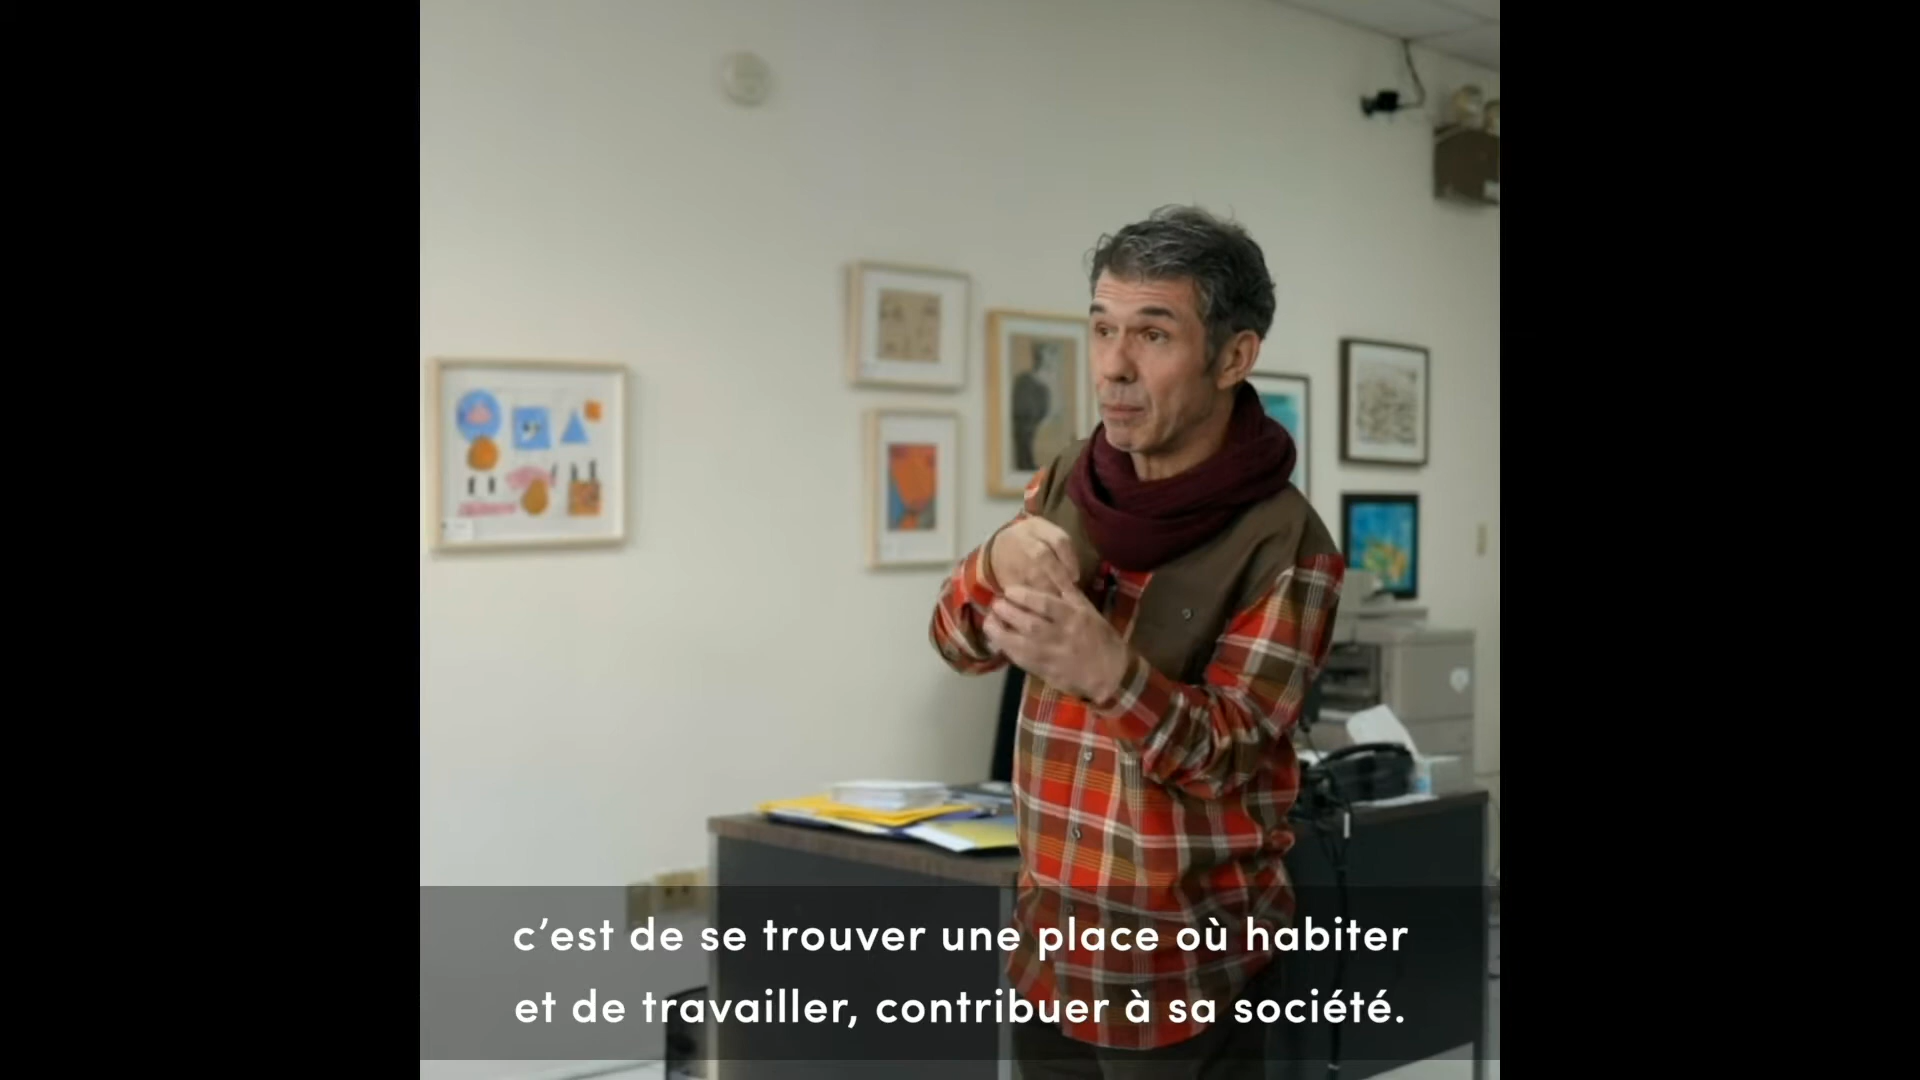 c’est de se trouver une place où habiter
et de travailler, contribuer à sa société.